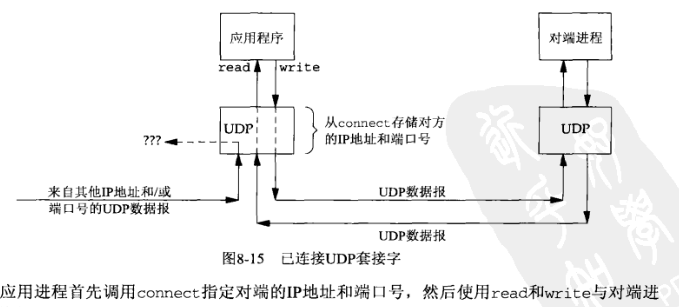 应用程序
对端进程
read
write
UDP
从connect存储对方
的IP地址和端口号
UDP
???
来自其他IP地址和/或
端口号的UDP数据报
UDP数据报
UDP数据报
图8-15 已连接UDP套接字
应用进程首先调用connect指定对端的IP地址和端口号，然后使用read和write与对端进